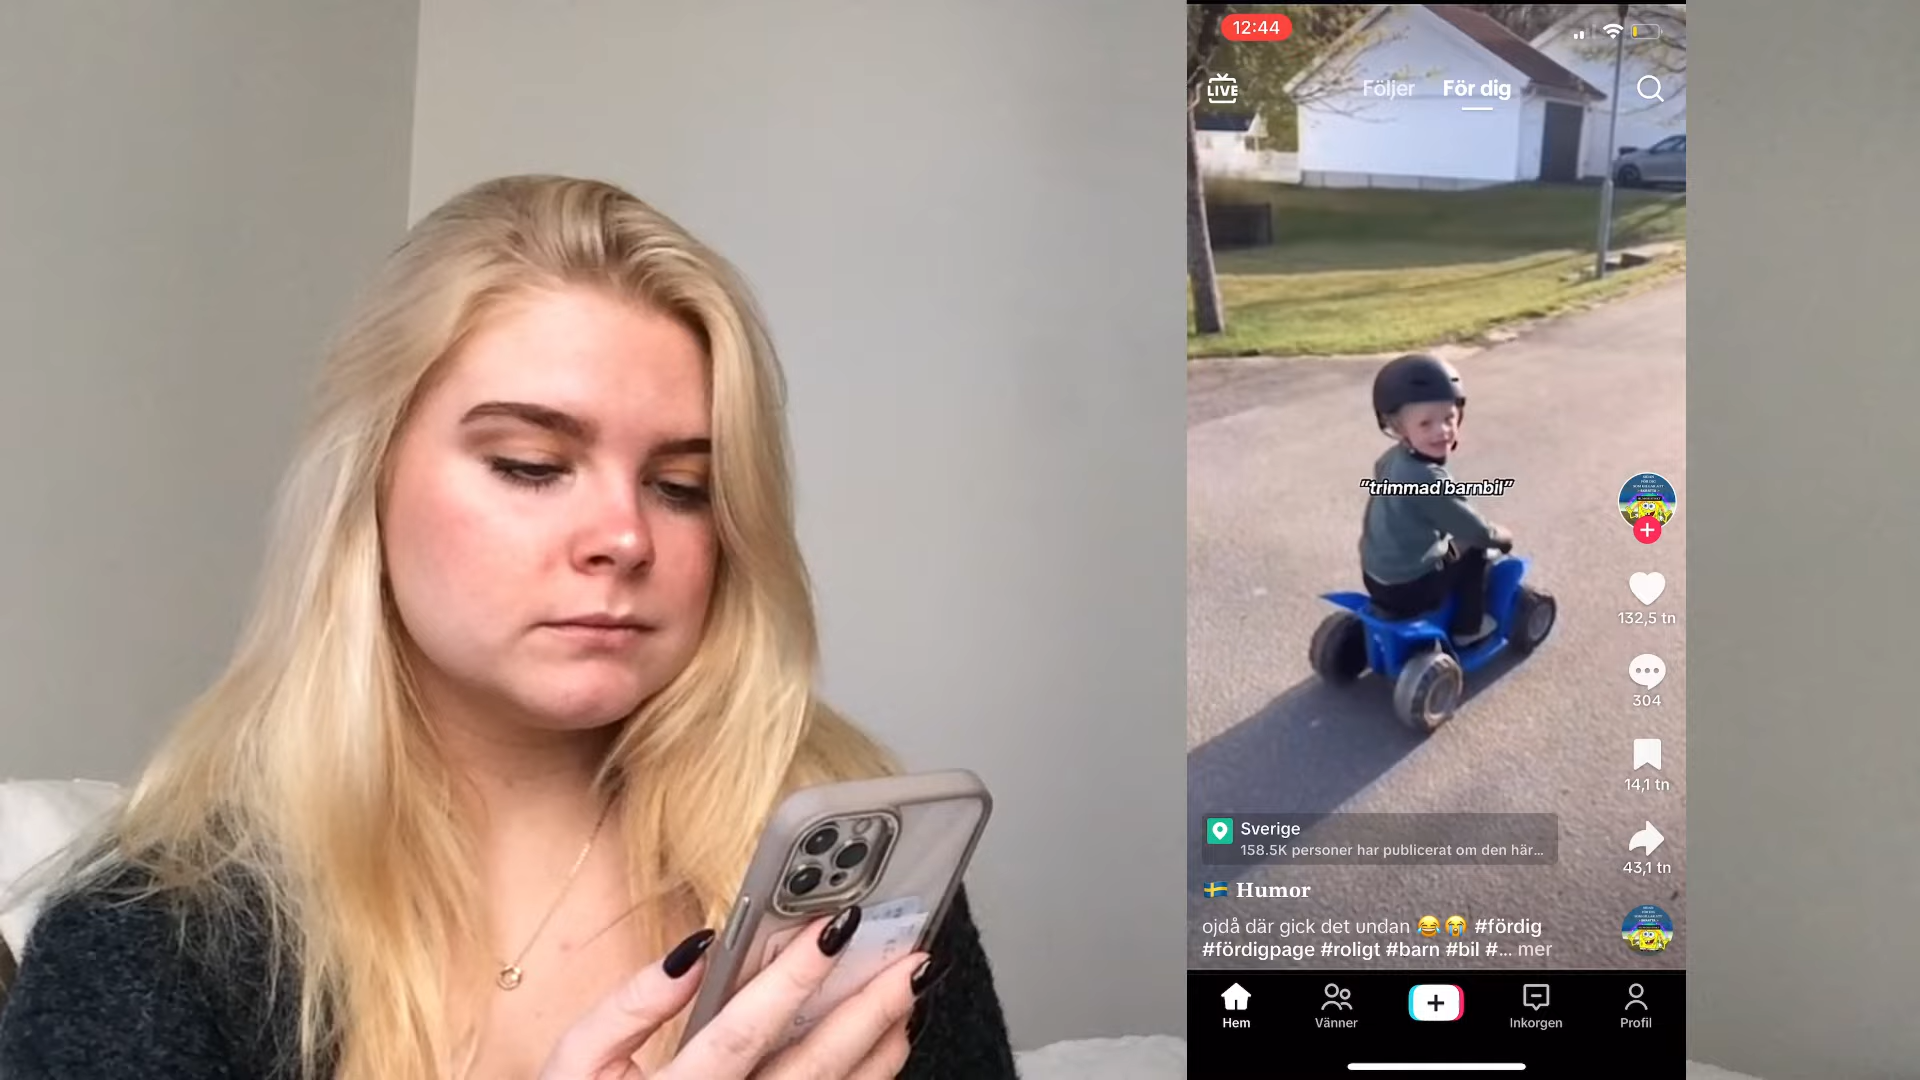 12:44
LIVE
Följer För dig
"trimmad barnbil"
132,5 tn
304
14,1 tn
43,1 tn
Sverige
158.5K personer har publicerat om den här...
🇸🇪 Humor
ojdå där gick det undan 😂😭 #fördig
#fördigpage #roligt #barn #bil #... mer
Hem Vänner Inkorgen Profil